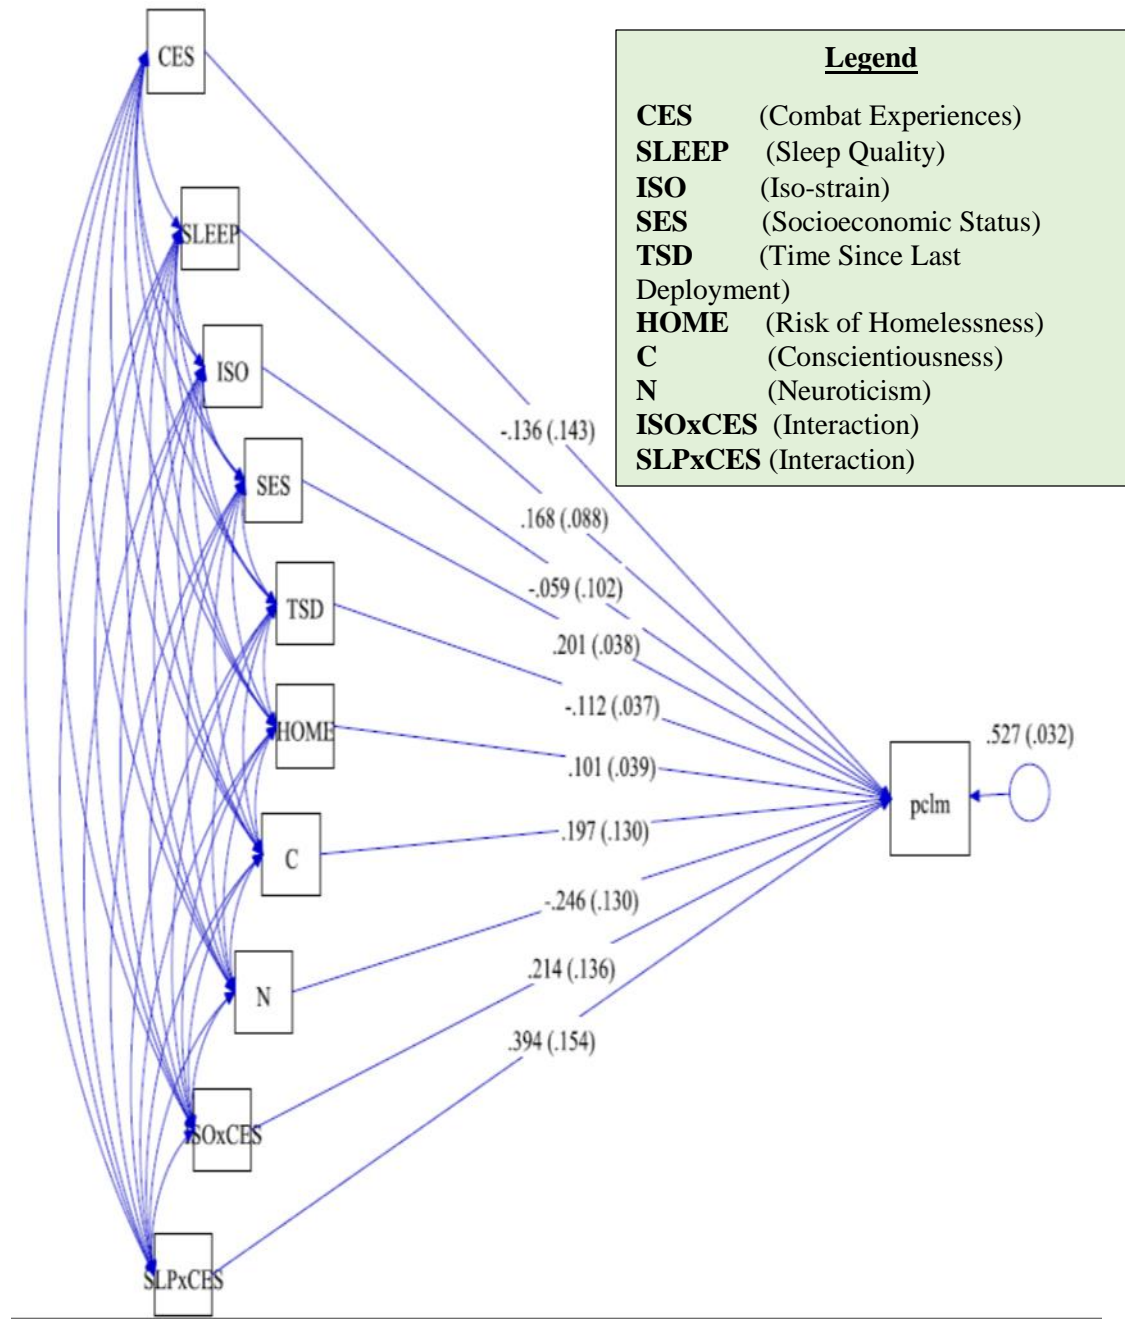 CES
SLEEP
ISO
SES
TSD
HOME
C
N
ISOxCES
SLPxCES
-.136 (.143)
.168 (.088)
-.059 (.102)
.201 (.038)
-.112 (.037)
.101 (.039)
.197 (.130)
-.246 (.130)
.214 (.136)
.394 (.154)
pclm
.527 (.032)
Legend
CES (Combat Experiences)
SLEEP (Sleep Quality)
ISO (Iso-strain)
SES (Socioeconomic Status)
TSD (Time Since Last
Deployment)
HOME (Risk of Homelessness)
C (Conscientiousness)
N (Neuroticism)
ISOxCES (Interaction)
SLPxCES (Interaction)